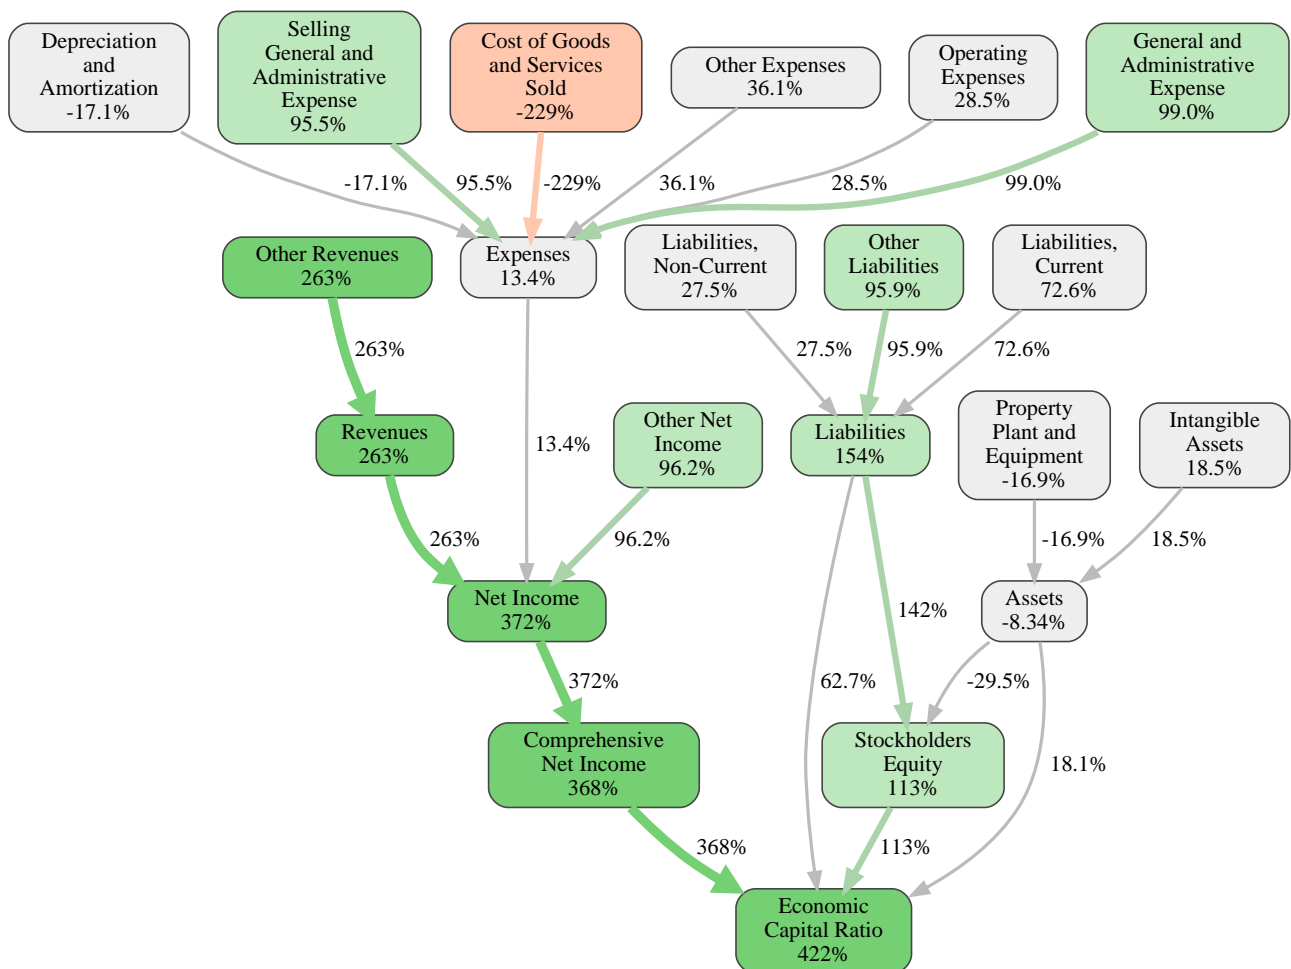 Depreciation
and
Amortization
-17.1%
Selling
General and
Administrative
Expense
95.5%
Cost of Goods
and Services
Sold
-229%
Other Expenses
36.1%
Operating
Expenses
28.5%
General and
Administrative
Expense
99.0%
-17.1%
95.5%
-229%
36.1%
28.5%
99.0%
Other Revenues
263%
Expenses
13.4%
Liabilities,
Non-Current
27.5%
Other
Liabilities
95.9%
Liabilities,
Current
72.6%
263%
27.5%
95.9%
72.6%
Revenues
263%
13.4%
Other Net
Income
96.2%
Liabilities
154%
Property
Plant and
Equipment
-16.9%
Intangible
Assets
18.5%
263%
96.2%
-16.9%
18.5%
Net Income
372%
142%
Assets
-8.34%
372%
62.7%
-29.5%
Comprehensive
Net Income
368%
Stockholders
Equity
113%
18.1%
368%
113%
Economic
Capital Ratio
422%